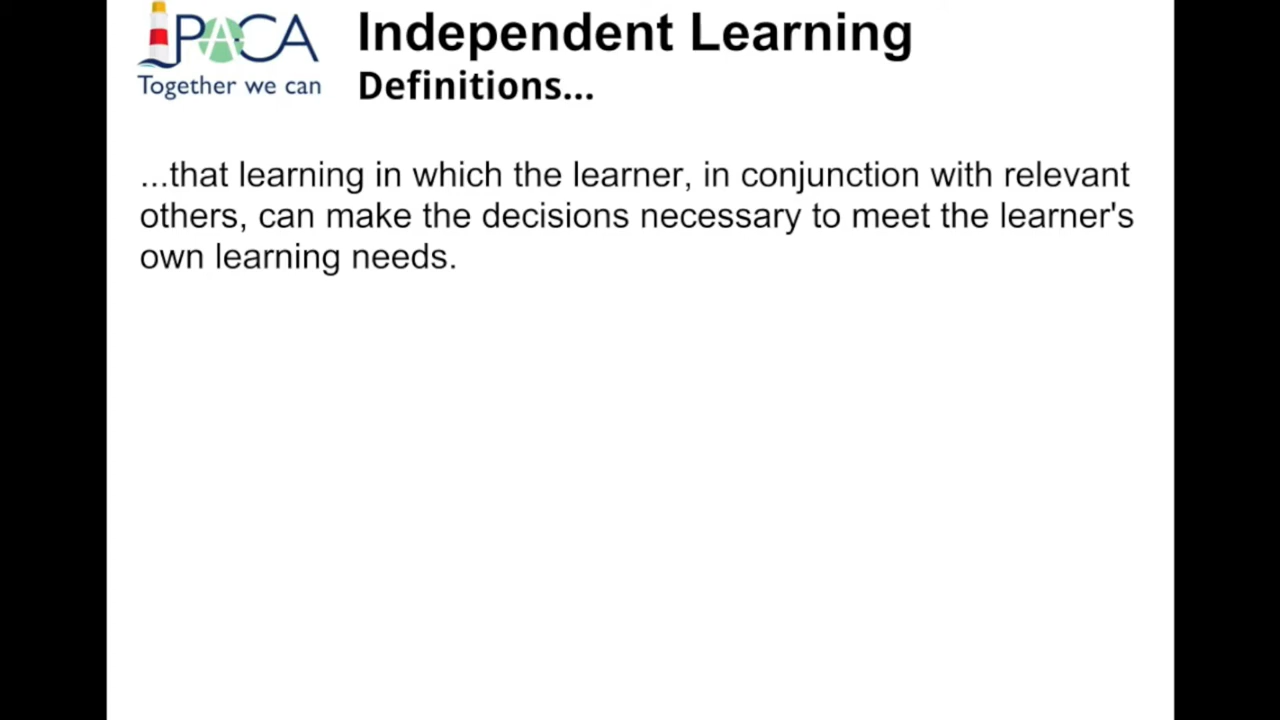 PACA
Together we can
Independent Learning
Definitions...
...that learning in which the learner, in conjunction with relevant
others, can make the decisions necessary to meet the learner's
own learning needs.